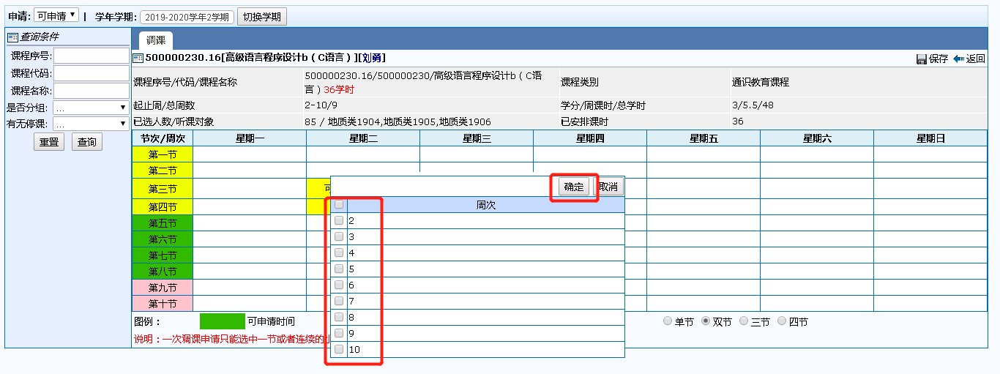 申请: 可申请 | 学年学期: 2019-2020学年2学期 切换学期
查询条件
课程序号:
课程代码:
课程名称:
是否分组: ...
有无停课: ...
重置 查询
调课
500000230.16[高级语言程序设计b（C语言）][刘勇]
保存 返回
课程序号/代码/课程名称 500000230.16/500000230/高级语言程序设计b（C语
言）36学时
课程类别 通识教育课程
起止周/总周数 2-10/9 学分/周课时/总学时 3/5.5/48
已选人数/听课对象 85 / 地质类1904,地质类1905,地质类1906 已安排课时 36
节次/周次 星期一 星期二 星期三 星期四 星期五 星期六 星期日
第一节
第二节
第三节
第四节
第五节
第六节
第七节
第八节
第九节
第十节
确定 取消
周次
2
3
4
5
6
7
8
9
10
图例： 可申请时间 单节 双节 三节 四节
说明：一次调课申请只能选中一节或者连续的